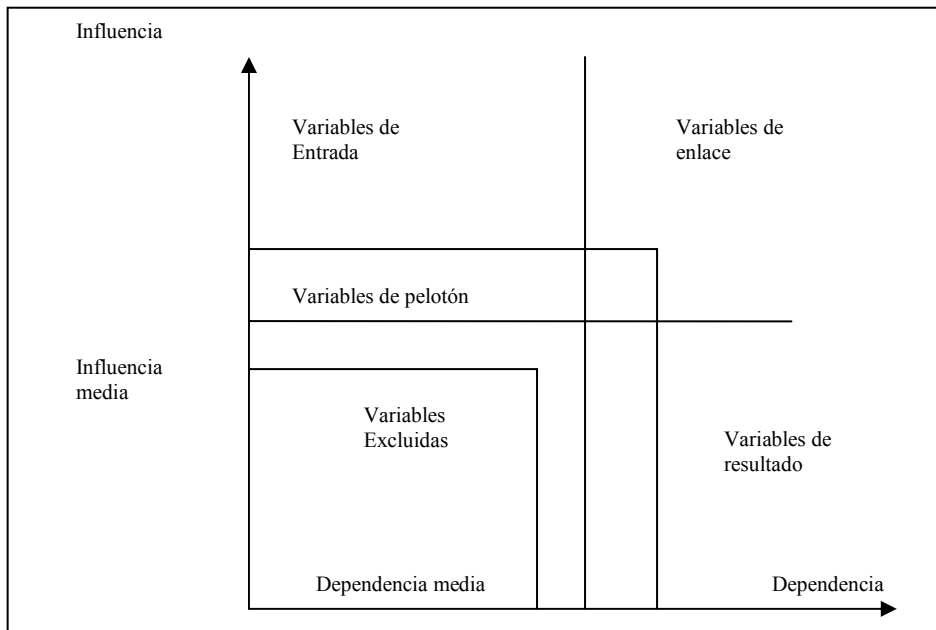 Influencia
Variables de
Entrada
Variables de
enlace
Variables de pelotón
Influencia
media
Variables
Excluidas
Variables de
resultado
Dependencia media
Dependencia